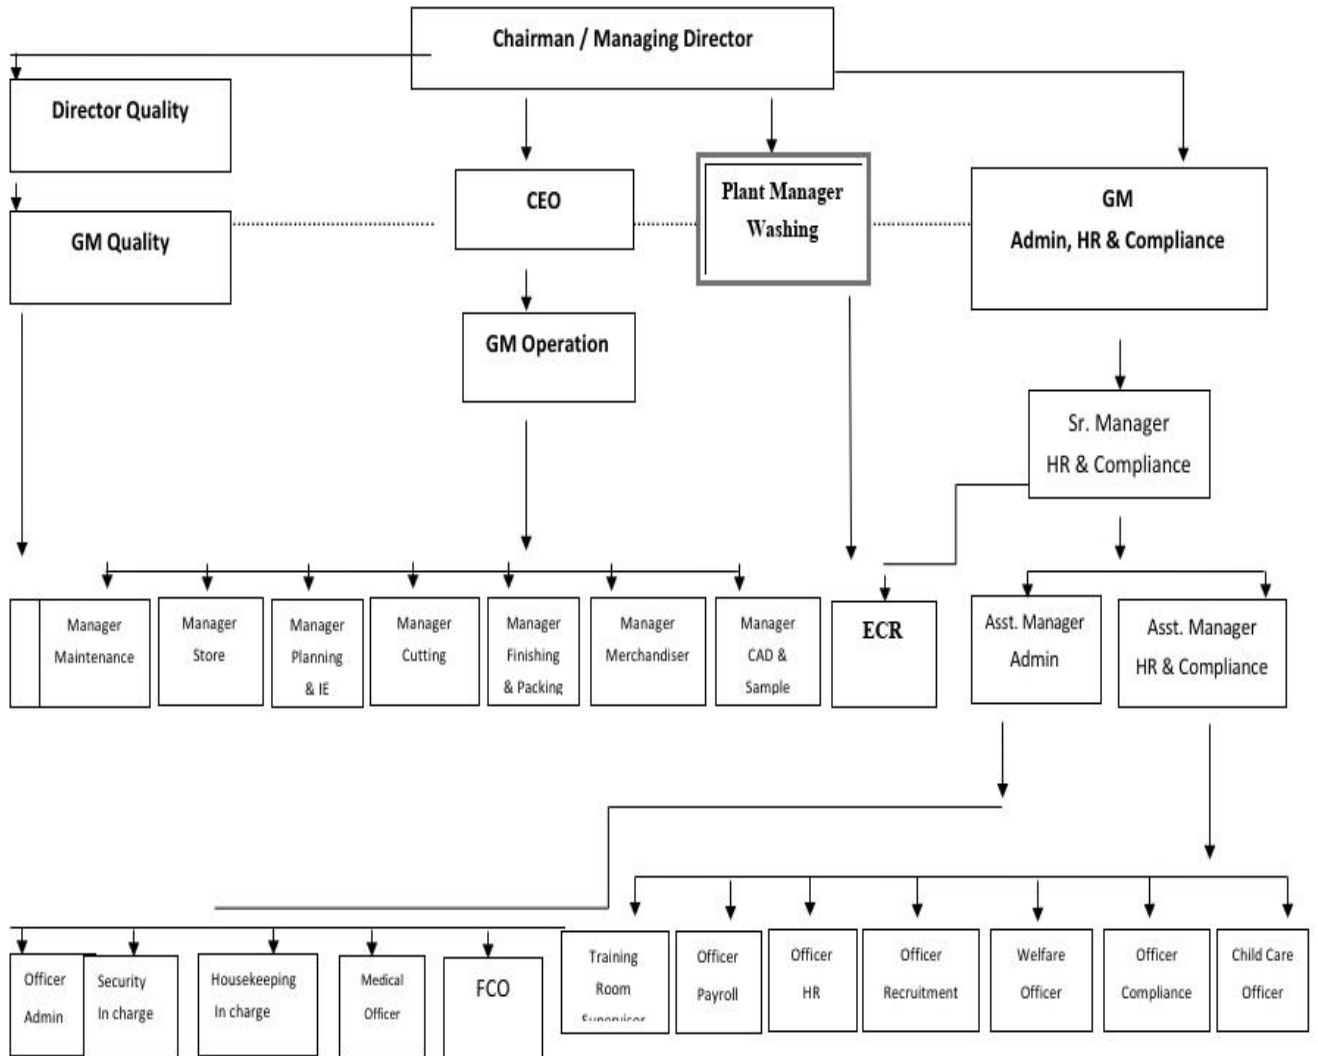 Chairman / Managing Director
Director Quality
GM Quality
CEO
Plant Manager
Washing
GM
Admin, HR & Compliance
GM Operation
Sr. Manager
HR & Compliance
Manager
Maintenance
Manager
Store
Manager
Planning
& IE
Manager
Cutting
Manager
Finishing
& Packing
Manager
Merchandiser
Manager
CAD &
Sample
ECR
Asst. Manager
Admin
Asst. Manager
HR & Compliance
Officer
Admin
Security
In charge
Housekeeping
In charge
Medical
Officer
FCO
Training
Room
Supervisor
Officer
Payroll
Officer
HR
Officer
Recruitment
Welfare
Officer
Officer
Compliance
Child Care
Officer